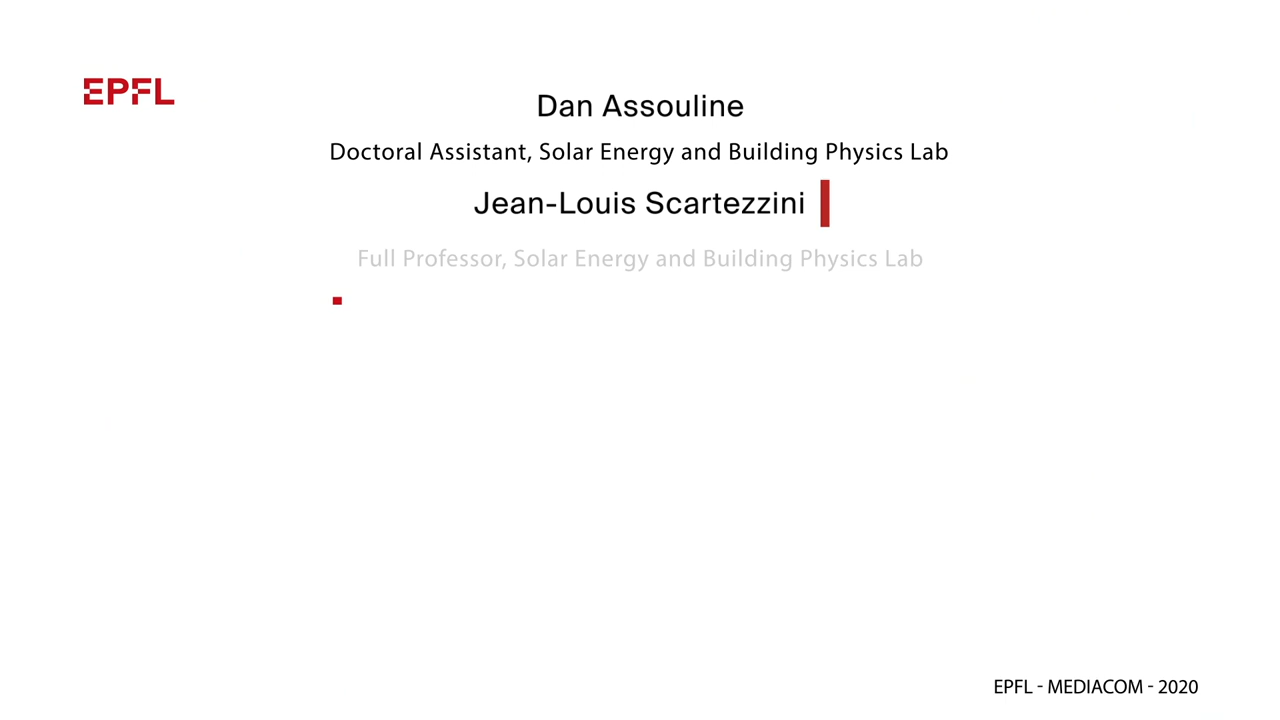 EPFL
Dan Assouline
Doctoral Assistant, Solar Energy and Building Physics Lab
Jean-Louis Scartezzini
Full Professor, Solar Energy and Building Physics Lab
EPFL - MEDIACOM - 2020